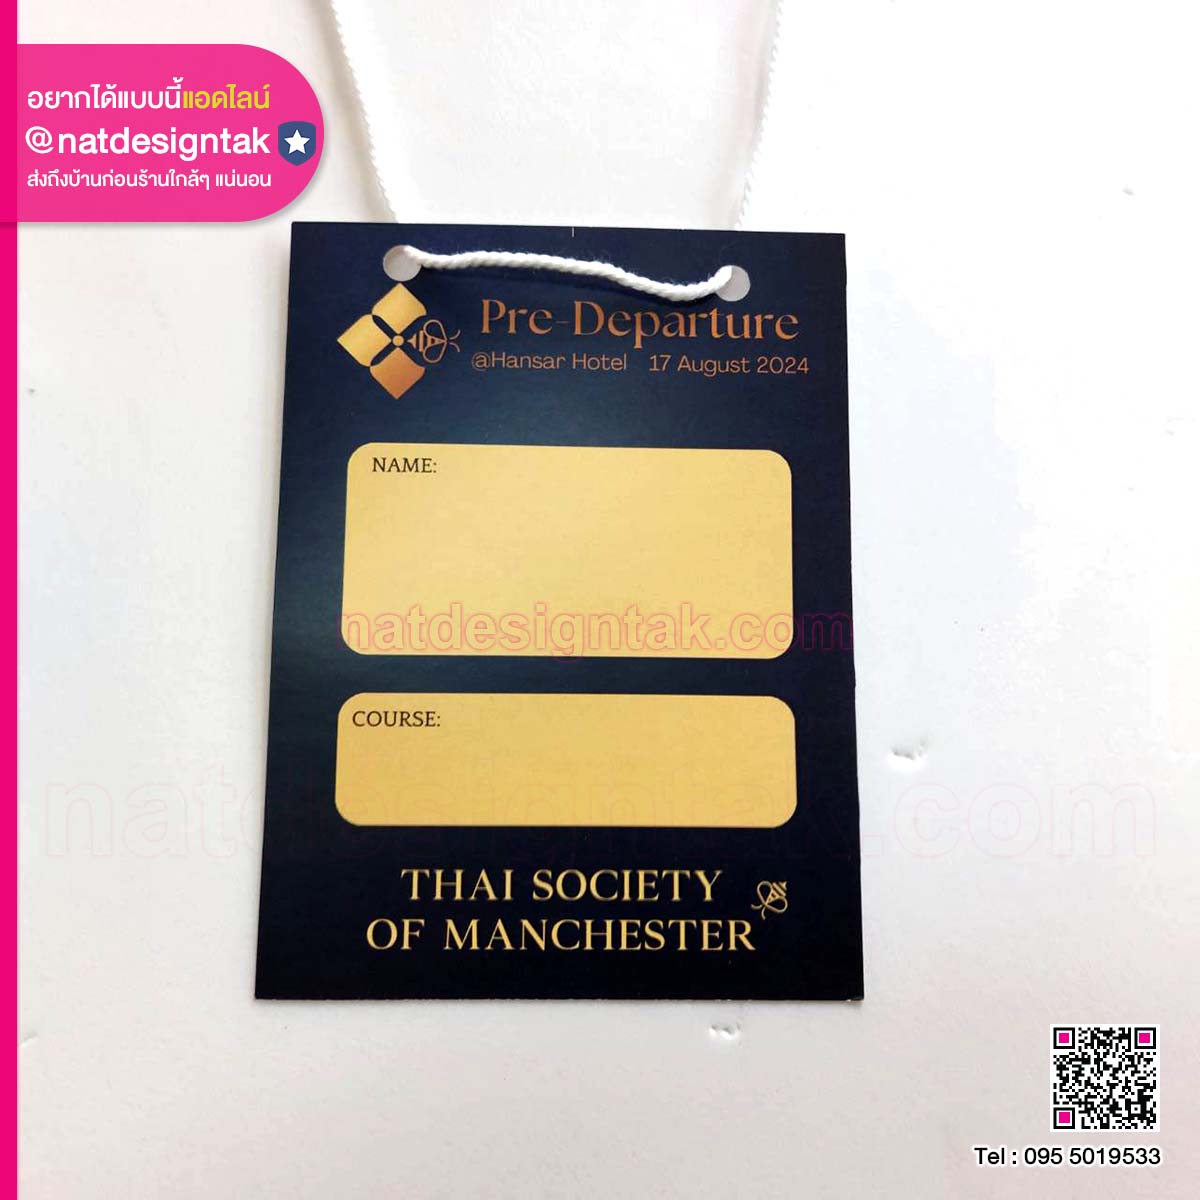 อยากได้แบบนี้แอดไลน์
@natdesigntak
ส่งถึงบ้านก่อนร้านใกล้ๆ แน่นอน
Pre-Departure
@Hansar Hotel 17 August 2024
NAME:
natdesigntak.com
COURSE:
natdesigntak.com
THAI SOCIETY
OF MANCHESTER
Tel : 095 5019533